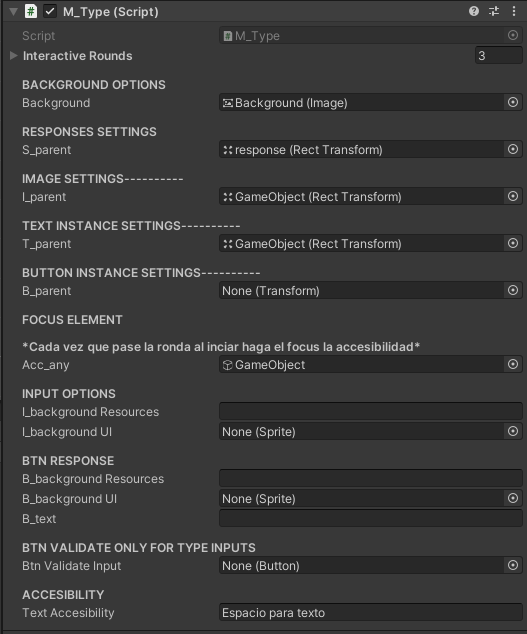 M_Type (Script)
Script
M_Type
Interactive Rounds
3
BACKGROUND OPTIONS
Background
Background (Image)
RESPONSES SETTINGS
S_parent
response (Rect Transform)
IMAGE SETTINGS----------
I_parent
GameObject (Rect Transform)
TEXT INSTANCE SETTINGS----------
T_parent
GameObject (Rect Transform)
BUTTON INSTANCE SETTINGS----------
B_parent
None (Transform)
FOCUS ELEMENT
*Cada vez que pase la ronda al inciar haga el focus la accesibilidad*
Acc_any
GameObject
INPUT OPTIONS
I_background Resources
I_background UI
None (Sprite)
BTN RESPONSE
B_background Resources
B_background UI
None (Sprite)
B_text
BTN VALIDATE ONLY FOR TYPE INPUTS
Btn Validate Input
None (Button)
ACCESIBILITY
Text Accesibility
Espacio para texto